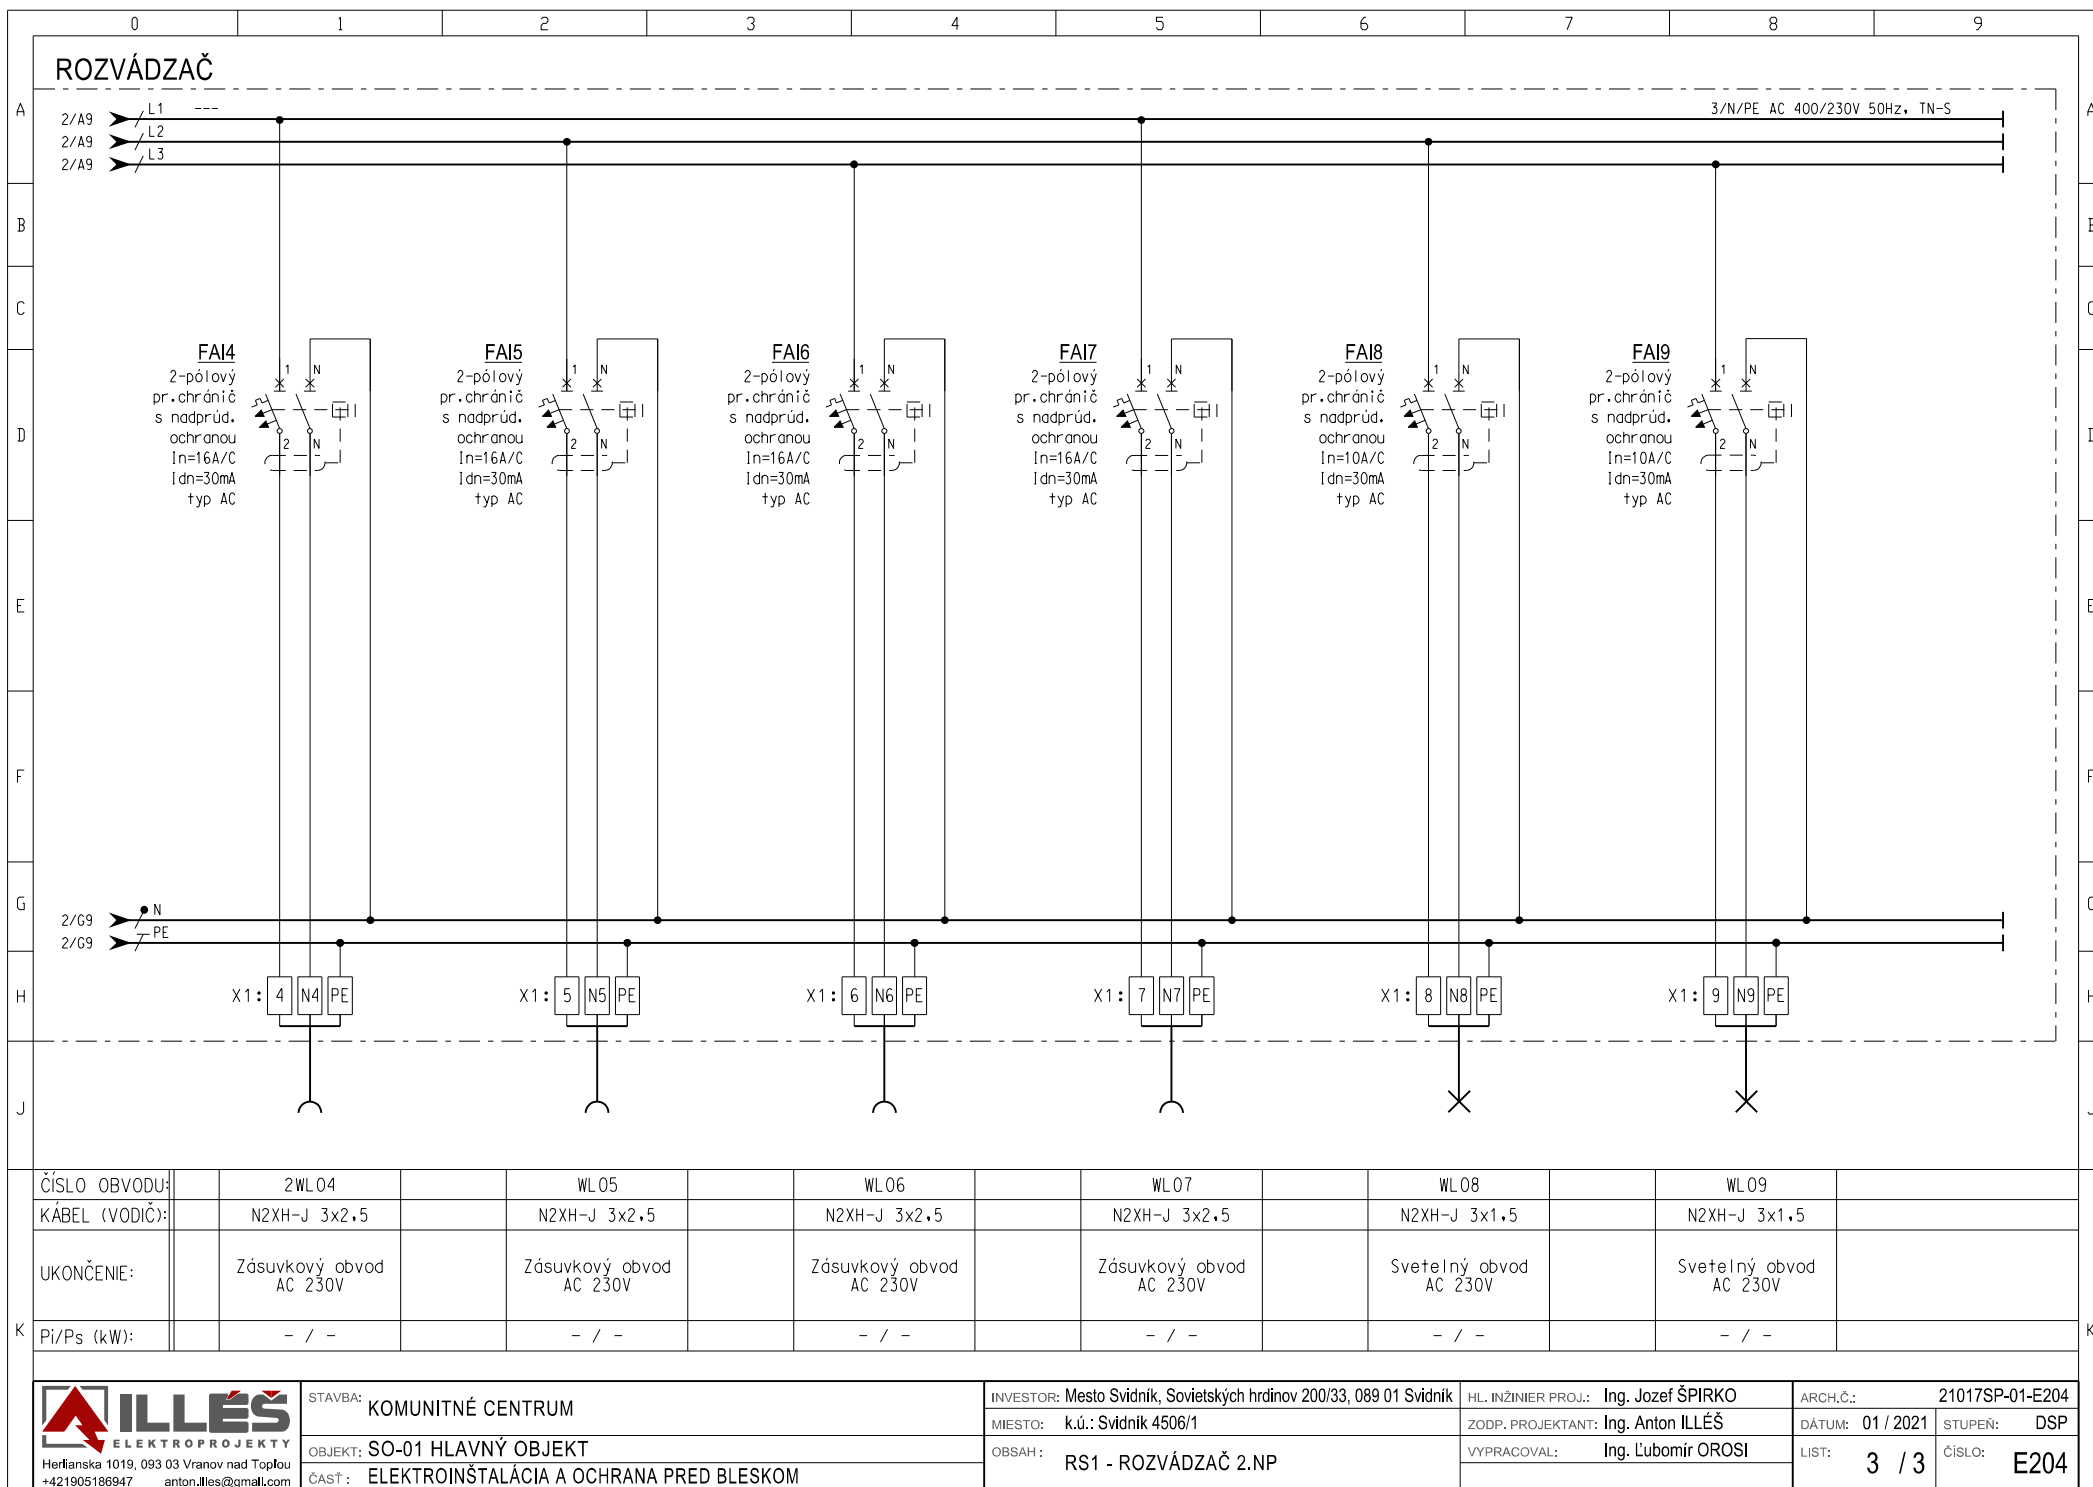 0 1 2 3 4 5 6 7 8 9
ROZVÁDZAČ
A
2/A9 L1 ---
3/N/PE AC 400/230V 50Hz, TN-S
2/A9 L2
2/A9 L3
B
C
D
FAI4
2-pólový
pr.chránič
s nadprúd.
ochranou
In=16A/C
Idn=30mA
typ AC
1 N
2 N
FAI5
2-pólový
pr.chránič
s nadprúd.
ochranou
In=16A/C
Idn=30mA
typ AC
1 N
2 N
FAI6
2-pólový
pr.chránič
s nadprúd.
ochranou
In=16A/C
Idn=30mA
typ AC
1 N
2 N
FAI7
2-pólový
pr.chránič
s nadprúd.
ochranou
In=16A/C
Idn=30mA
typ AC
1 N
2 N
FAI8
2-pólový
pr.chránič
s nadprúd.
ochranou
In=10A/C
Idn=30mA
typ AC
1 N
2 N
FAI9
2-pólový
pr.chránič
s nadprúd.
ochranou
In=10A/C
Idn=30mA
typ AC
1 N
2 N
E
F
G
2/G9 N
2/G9 PE
H
X1: 4 N4 PE
X1: 5 N5 PE
X1: 6 N6 PE
X1: 7 N7 PE
X1: 8 N8 PE
X1: 9 N9 PE
J
K
ČÍSLO OBVODU: 2WL04 WL05 WL06 WL07 WL08 WL09
KÁBEL (VODIČ): N2XH-J 3x2,5 N2XH-J 3x2,5 N2XH-J 3x2,5 N2XH-J 3x2,5 N2XH-J 3x1,5 N2XH-J 3x1,5
UKONČENIE:
Zásuvkový obvod
AC 230V
Zásuvkový obvod
AC 230V
Zásuvkový obvod
AC 230V
Zásuvkový obvod
AC 230V
Svetelný obvod
AC 230V
Svetelný obvod
AC 230V
Pi/Ps (kW): - / - - / - - / - - / - - / - - / -
ILLÉŠ
ELEKTROPROJEKTY
Herlianska 1019, 093 03 Vranov nad Topľou
+421905186947 anton.illes@gmail.com
STAVBA: KOMUNITNÉ CENTRUM
OBJEKT: SO-01 HLAVNÝ OBJEKT
ČASŤ: ELEKTROINŠTALÁCIA A OCHRANA PRED BLESKOM
INVESTOR: Mesto Svidník, Sovietských hrdinov 200/33, 089 01 Svidník
MIESTO: k.ú.: Svidník 4506/1
OBSAH: RS1 - ROZVÁDZAČ 2.NP
HL. INŽINIER PROJ.: Ing. Jozef ŠPIRKO
ZODP. PROJEKTANT: Ing. Anton ILLÉŠ
VYPRACOVAL: Ing. Ľubomír OROSI
ARCH.Č.: 21017SP-01-E204
DÁTUM: 01 / 2021 STUPEŇ: DSP
LIST: 3 / 3 ČÍSLO: E204